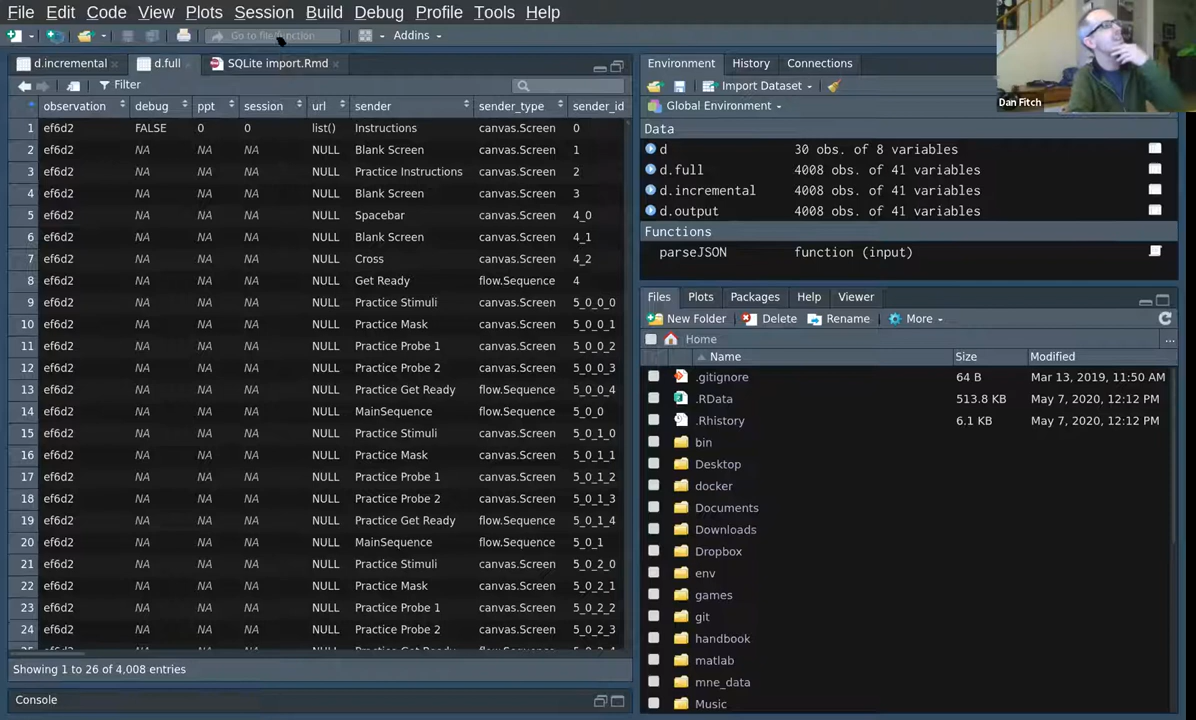 File Edit Code View Plots Session Build Debug Profile Tools Help
Go to file/function Addins
Dan Fitch
d.incremental d.full SQLite import.Rmd
Filter
observation debug ppt session url sender sender_type sender_id
1 ef6d2 FALSE 0 0 list() Instructions canvas.Screen 0
2 ef6d2 NA NA NA NULL Blank Screen canvas.Screen 1
3 ef6d2 NA NA NA NULL Practice Instructions canvas.Screen 2
4 ef6d2 NA NA NA NULL Blank Screen canvas.Screen 3
5 ef6d2 NA NA NA NULL Spacebar canvas.Screen 4_0
6 ef6d2 NA NA NA NULL Blank Screen canvas.Screen 4_1
7 ef6d2 NA NA NA NULL Cross canvas.Screen 4_2
8 ef6d2 NA NA NA NULL Get Ready flow.Sequence 4
9 ef6d2 NA NA NA NULL Practice Stimuli canvas.Screen 5_0_0_0
10 ef6d2 NA NA NA NULL Practice Mask canvas.Screen 5_0_0_1
11 ef6d2 NA NA NA NULL Practice Probe 1 canvas.Screen 5_0_0_2
12 ef6d2 NA NA NA NULL Practice Probe 2 canvas.Screen 5_0_0_3
13 ef6d2 NA NA NA NULL Practice Get Ready flow.Sequence 5_0_0_4
14 ef6d2 NA NA NA NULL MainSequence canvas.Screen 5_0_0
15 ef6d2 NA NA NA NULL Practice Stimuli canvas.Screen 5_0_1_0
16 ef6d2 NA NA NA NULL Practice Mask canvas.Screen 5_0_1_1
17 ef6d2 NA NA NA NULL Practice Probe 1 canvas.Screen 5_0_1_2
18 ef6d2 NA NA NA NULL Practice Probe 2 canvas.Screen 5_0_1_3
19 ef6d2 NA NA NA NULL Practice Get Ready flow.Sequence 5_0_1_4
20 ef6d2 NA NA NA NULL MainSequence flow.Sequence 5_0_1
21 ef6d2 NA NA NA NULL Practice Stimuli canvas.Screen 5_0_2_0
22 ef6d2 NA NA NA NULL Practice Mask canvas.Screen 5_0_2_1
23 ef6d2 NA NA NA NULL Practice Probe 1 canvas.Screen 5_0_2_2
24 ef6d2 NA NA NA NULL Practice Probe 2 canvas.Screen 5_0_2_3
Showing 1 to 26 of 4,008 entries
Console
Environment History Connections
Import Dataset
Global Environment
Data
d 30 obs. of 8 variables
d.full 4008 obs. of 41 variables
d.incremental 4008 obs. of 41 variables
d.output 4008 obs. of 41 variables
Functions
parseJSON function (input)
Files Plots Packages Help Viewer
New Folder Delete Rename More
Home ...
Name Size Modified
.gitignore 64 B Mar 13, 2019, 11:50 AM
.RData 513.8 KB May 7, 2020, 12:12 PM
.Rhistory 6.1 KB May 7, 2020, 12:12 PM
bin
Desktop
docker
Documents
Downloads
Dropbox
env
games
git
handbook
matlab
mne_data
Music